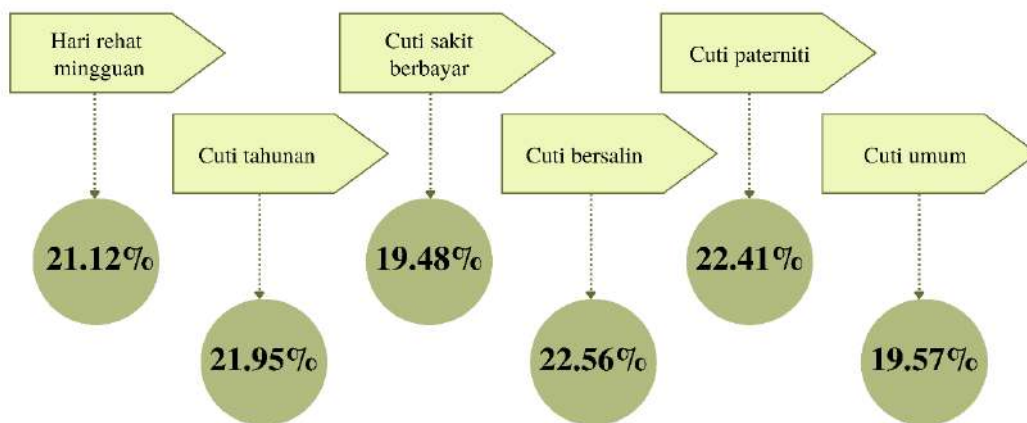 Hari rehat
mingguan
21.12%
Cuti tahunan
21.95%
Cuti sakit
berbayar
19.48%
Cuti bersalin
22.56%
Cuti paterniti
22.41%
Cuti umum
19.57%